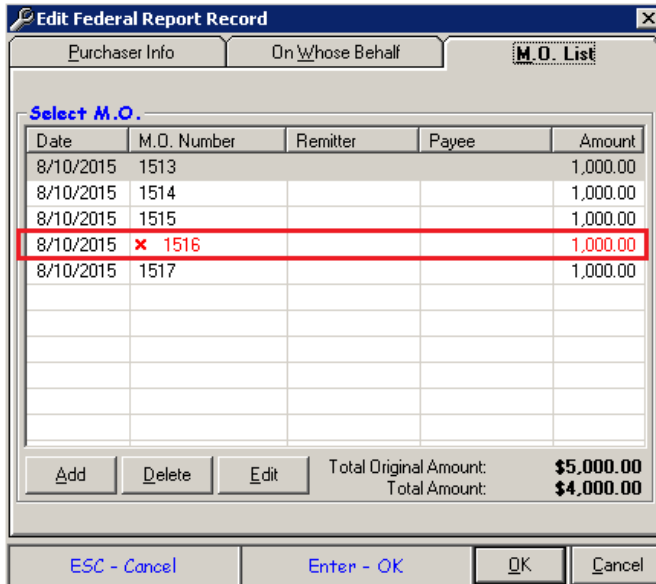 Edit Federal Report Record
Purchaser Info On Whose Behalf M.O. List
Select M.O.
Date M.O. Number Remitter Payee Amount
8/10/2015 1513 1,000.00
8/10/2015 1514 1,000.00
8/10/2015 1515 1,000.00
8/10/2015 × 1516 1,000.00
8/10/2015 1517 1,000.00
Add Delete Edit Total Original Amount: $5,000.00
Total Amount: $4,000.00
ESC - Cancel Enter - OK OK Cancel